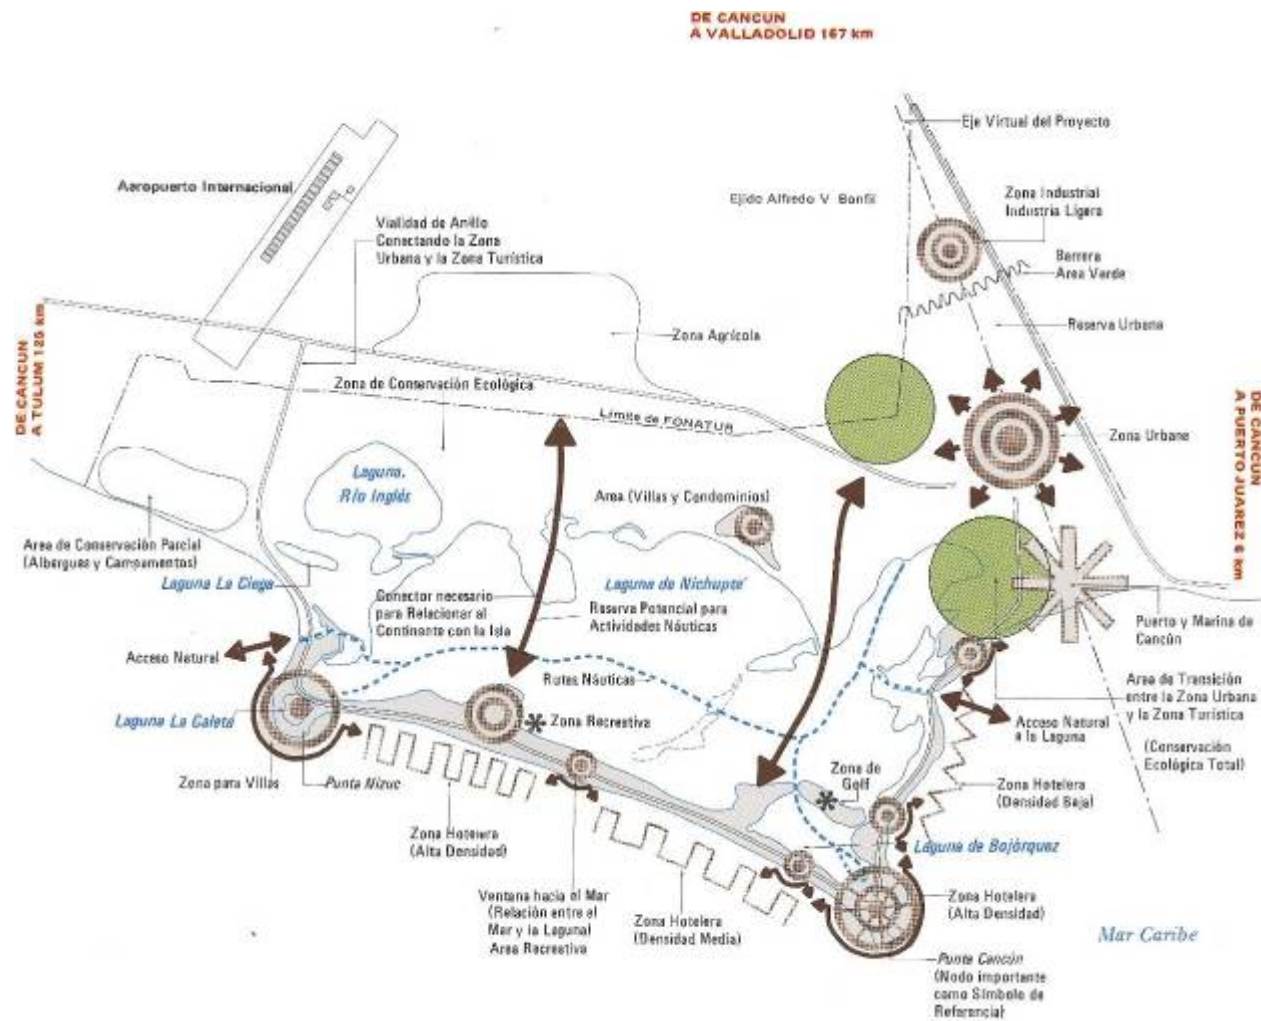 DE CANCUN
A VALLADOLID 167 km
Eje Virtual del Proyecto
Aeropuerto Internacional
Ejido Alfredo V Bonfil
Zona Industrial
Industria Ligera
Vialidad de Anillo
Conectando la Zona
Urbana y la Zona Turística
Barrera
Area Verde
DE CANCUN
A TULUM 125 km
Reserva Urbana
Zona Agrícola
Zona de Conservación Ecológica
Límite de FONATUR
DE CANCUN
A PUERTO JUAREZ 6 km
Zona Urbana
Laguna.
Río Inglés
Area (Villas y Condominios)
Area de Conservación Parcial
(Albergues y Campamentos)
Laguna La Ciega
Conector necesario
para Relacionar al
Continente con la Isla
Laguna de Nichupté
Reserva Potencial para
Actividades Náuticas
Puerto y Marina de
Cancún
Acceso Natural
Rutas Náuticas
Area de Transición
entre la Zona Urbana
y la Zona Turística
(Conservación
Ecológica Total)
Laguna La Caleta
Zona Recreativa
Acceso Natural
a la Laguna
Zona para Villas
Punta Nizuc
Zona de
Golf
Zona Hotelera
(Densidad Baja)
Zona Hotelera
(Alta Densidad)
Laguna de Bojórquez
Ventana hacia el Mar
(Relación entre el
Mar y la Laguna)
Area Recreativa
Zona Hotelera
(Densidad Media)
Zona Hotelera
(Alta Densidad)
Mar Caribe
Punta Cancún
(Nodo importante
como Símbolo de
Referencia)